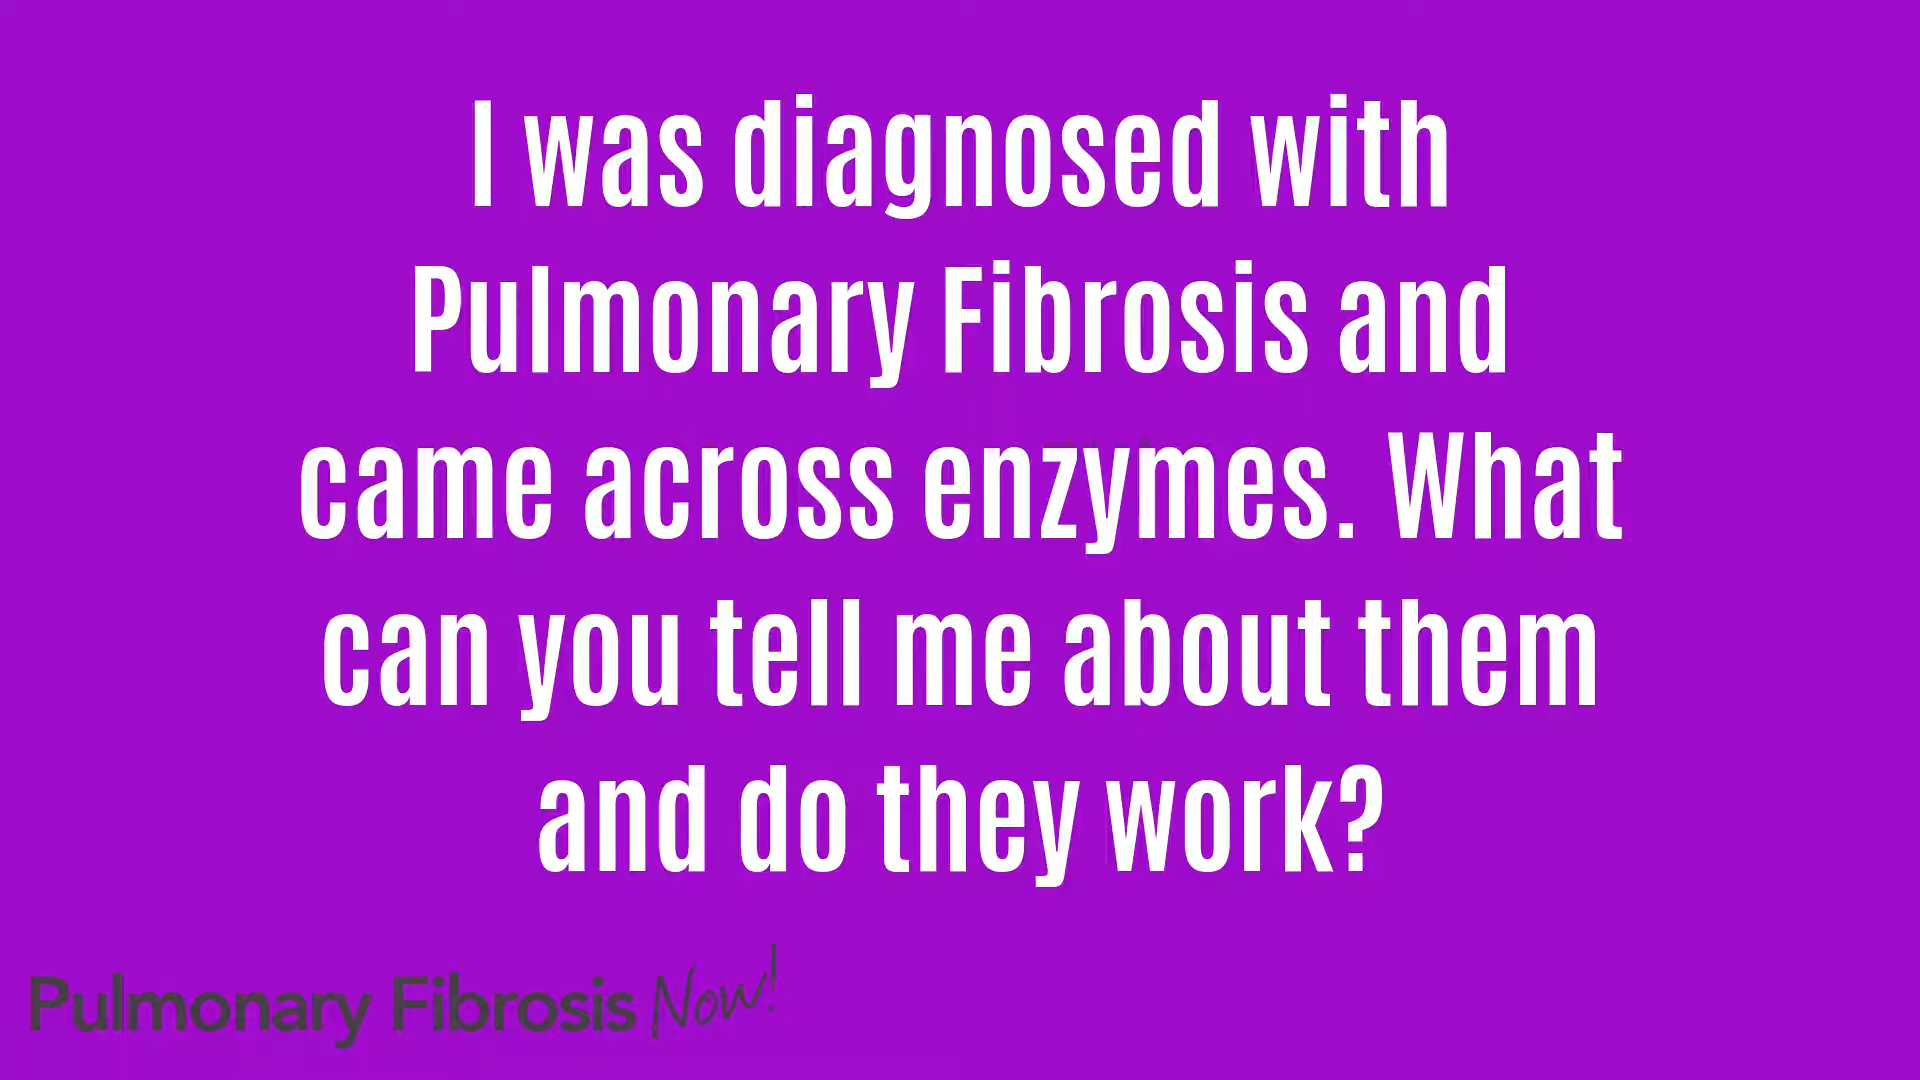 I was diagnosed with
Pulmonary Fibrosis and
came across enzymes. What
can you tell me about them
and do they work?
Pulmonary Fibrosis Now!